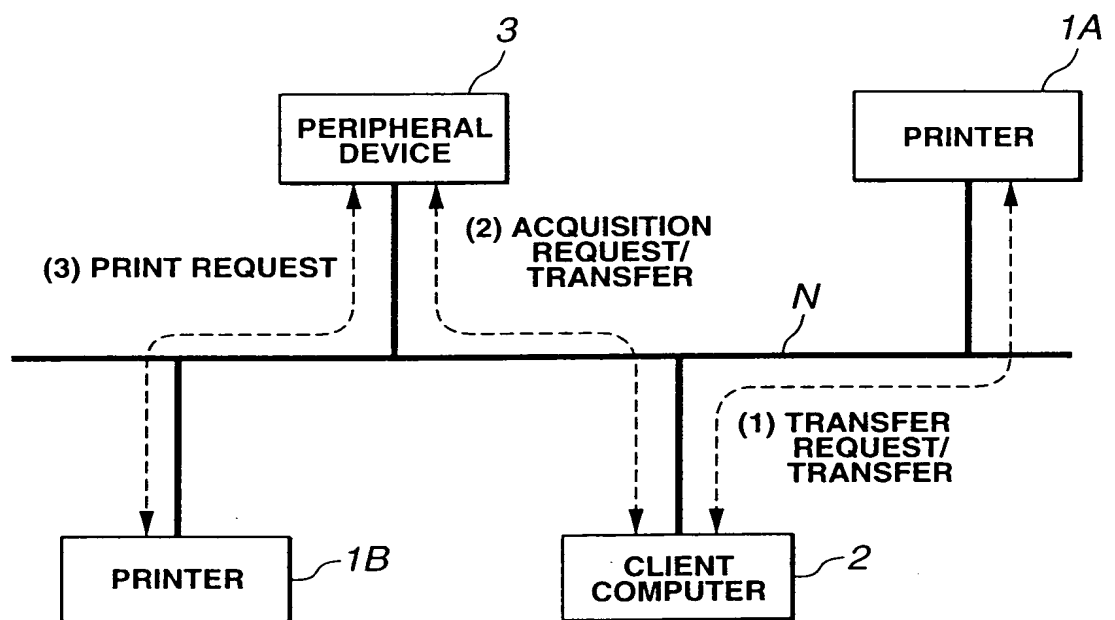 3
1A
PERIPHERAL
DEVICE
PRINTER
(2) ACQUISITION
REQUEST/
TRANSFER
(3) PRINT REQUEST
N
(1) TRANSFER
REQUEST/
TRANSFER
PRINTER
1B
CLIENT
COMPUTER
2